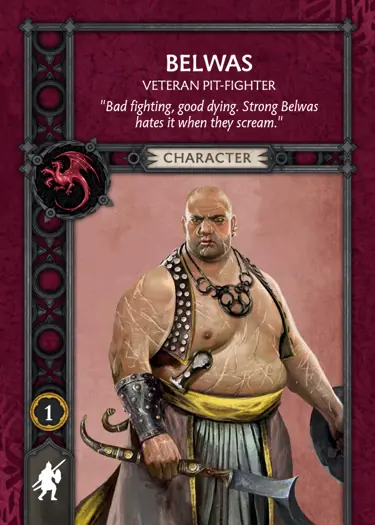 BELWAS
VETERAN PIT-FIGHTER
"Bad fighting, good dying. Strong Belwas
hates it when they scream."
CHARACTER
1